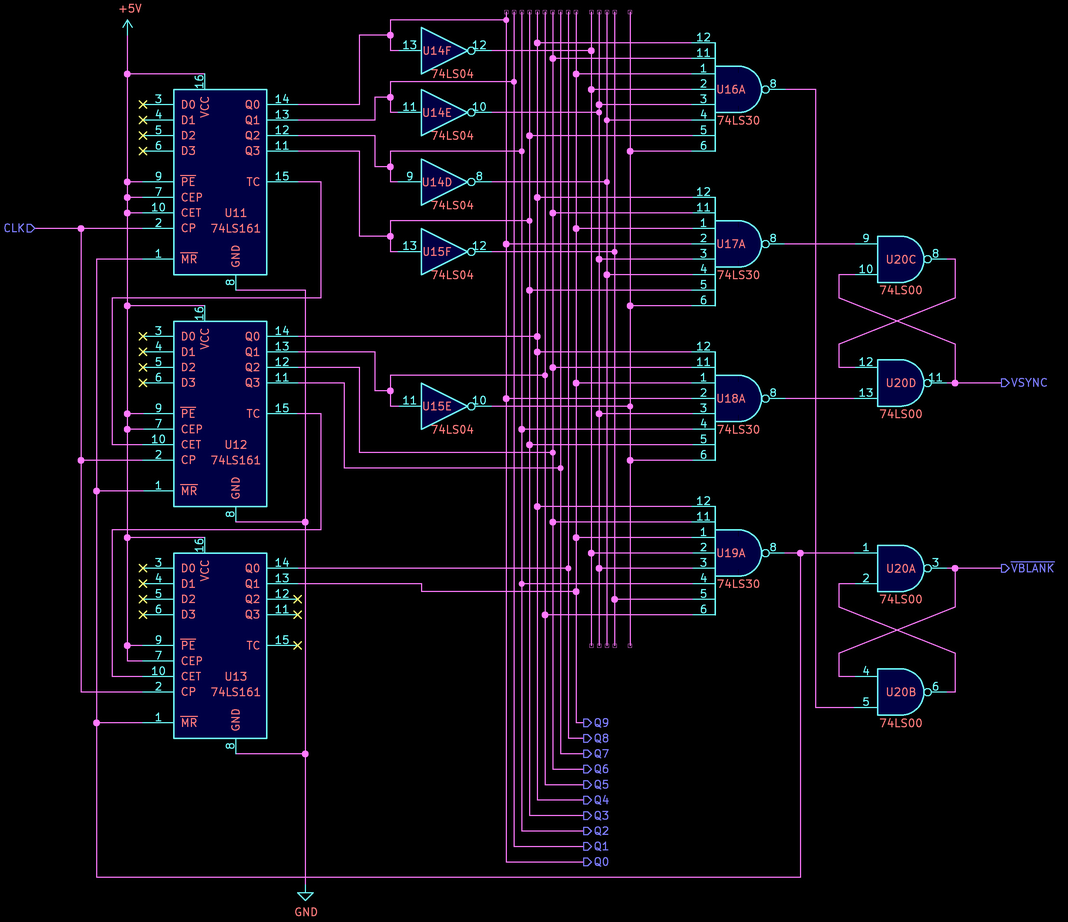 +5V
CLK
16
VCC
3 D0 Q0 14
4 D1 Q1 13
5 D2 Q2 12
6 D3 Q3 11
9 PE TC 15
7 CEP
10 CET U11
2 CP 74LS161
1 MR GND
8
16
VCC
3 D0 Q0 14
4 D1 Q1 13
5 D2 Q2 12
6 D3 Q3 11
9 PE TC 15
7 CEP
10 CET U12
2 CP 74LS161
1 MR GND
8
16
VCC
3 D0 Q0 14
4 D1 Q1 13
5 D2 Q2 12
6 D3 Q3 11
9 PE TC 15
7 CEP
10 CET U13
2 CP 74LS161
1 MR GND
8
GND
13 U14F 12
74LS04
11 U14E 10
74LS04
9 U14D 8
74LS04
13 U15F 12
74LS04
11 U15E 10
74LS04
12
11
1
2 U16A 8
3
4 74LS30
5
6
12
11
1
2 U17A 8
3
4 74LS30
5
6
12
11
1
2 U18A 8
3
4 74LS30
5
6
12
11
1
2 U19A 8
3
4 74LS30
5
6
9 U20C 8
10
74LS00
12 U20D 11
13
74LS00
VSYNC
1 U20A 3
2
74LS00
VBLANK
4 U20B 6
5
74LS00
Q9
Q8
Q7
Q6
Q5
Q4
Q3
Q2
Q1
Q0